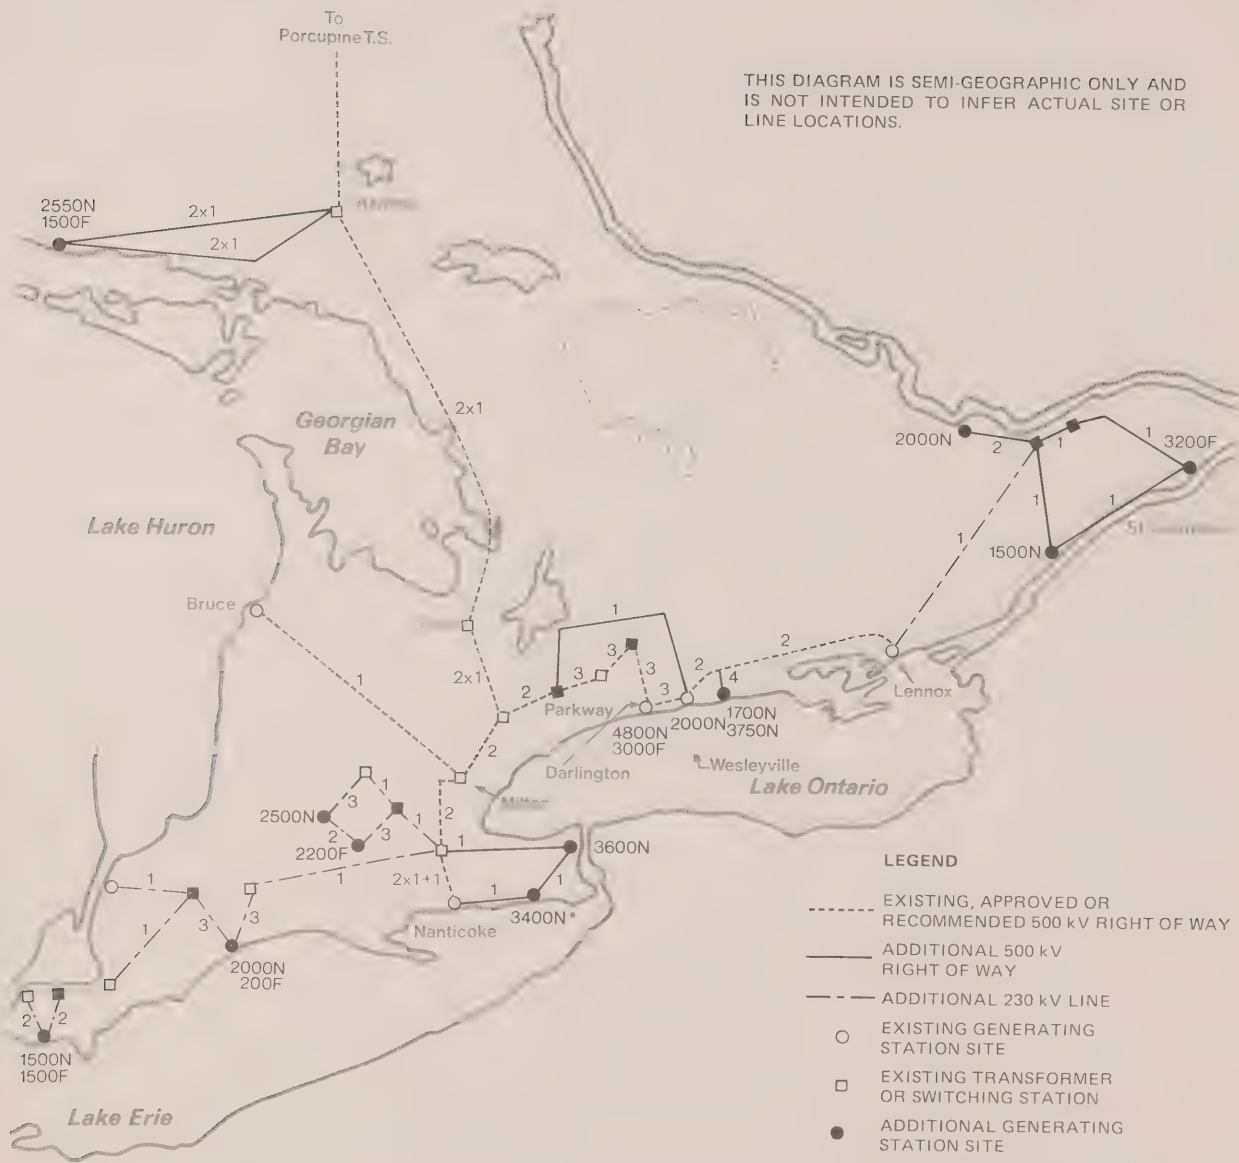 To
Porcupine T.S.
THIS DIAGRAM IS SEMI-GEOGRAPHIC ONLY AND
IS NOT INTENDED TO INFER ACTUAL SITE OR
LINE LOCATIONS.
2550N
1500F
2x1
2x1
2x1
Georgian
Bay
Lake Huron
Bruce
1
2x1
2000N
2
1
1
3200F
1
1
1500N
St
1
1
3
3
3
2
3
2
4
2
Lennox
Parkway
4800N
3000F
2000N
1700N
3750N
Darlington
Wesleyville
Lake Ontario
2
2
2500N
3
1
2
3
1
2200F
1
3600N
1
2x1+1
1
1
3400N*
Nanticoke
1
3
3
1
2000N
200F
2
2
1500N
1500F
Lake Erie
LEGEND
EXISTING, APPROVED OR
RECOMMENDED 500 kV RIGHT OF WAY
ADDITIONAL 500 kV
RIGHT OF WAY
ADDITIONAL 230 kV LINE
EXISTING GENERATING
STATION SITE
EXISTING TRANSFORMER
OR SWITCHING STATION
ADDITIONAL GENERATING
STATION SITE